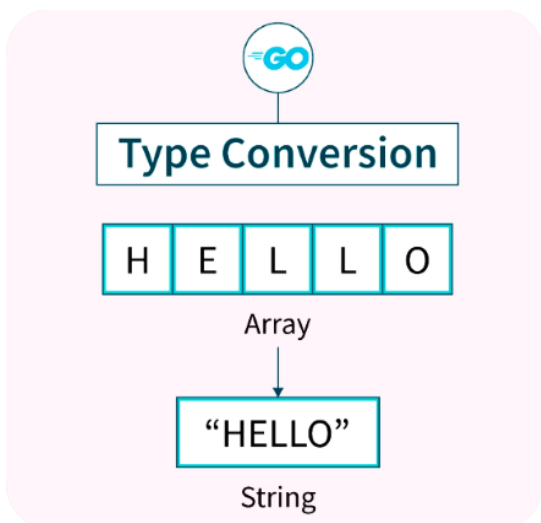 GO
Type Conversion
H E L L O
Array
“HELLO”
String